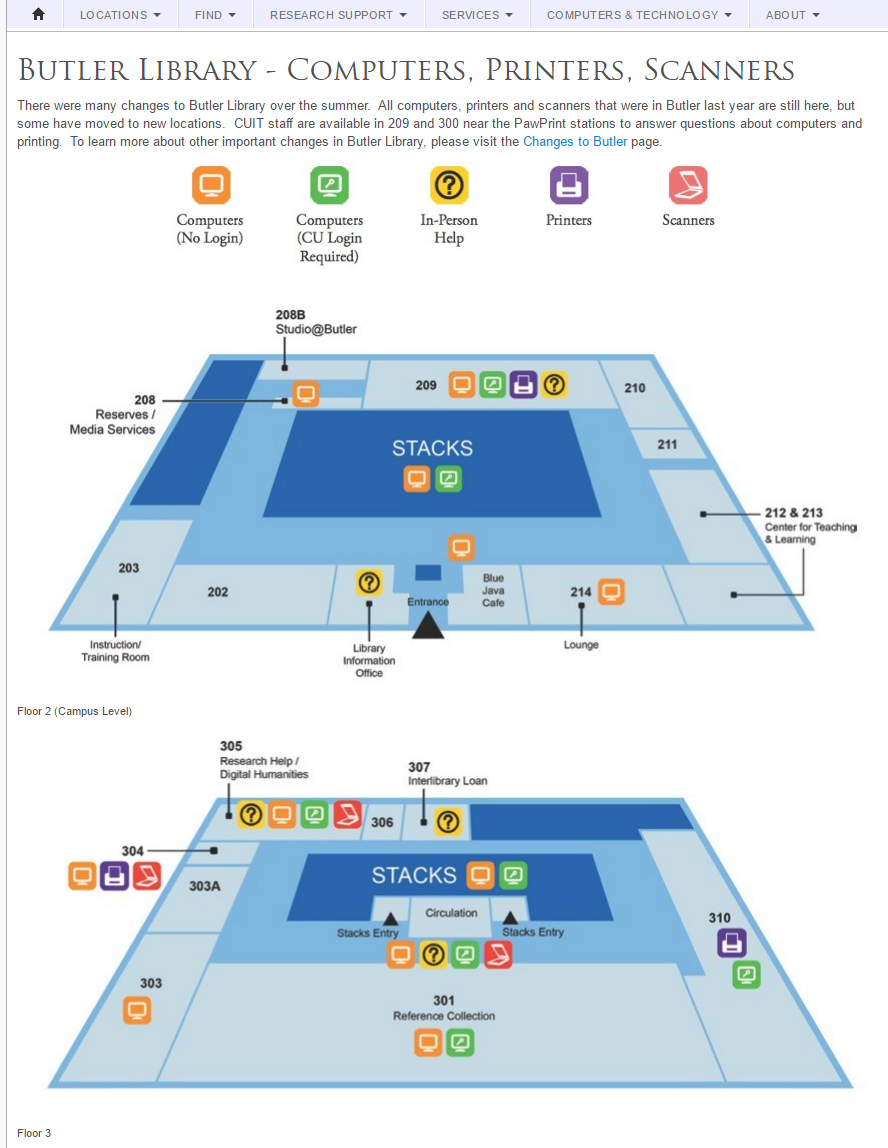 LOCATIONS FIND RESEARCH SUPPORT SERVICES COMPUTERS & TECHNOLOGY ABOUT
BUTLER LIBRARY - COMPUTERS, PRINTERS, SCANNERS
There were many changes to Butler Library over the summer. All computers, printers and scanners that were in Butler last year are still here, but
some have moved to new locations. CUIT staff are available in 209 and 300 near the PawPrint stations to answer questions about computers and
printing. To learn more about other important changes in Butler Library, please visit the Changes to Butler page.
Computers
(No Login)
Computers
(CU Login
Required)
In-Person
Help
Printers
Scanners
208B
Studio@Butler
208
Reserves /
Media Services
209
210
211
STACKS
212 & 213
Center for Teaching
& Learning
203
202
Entrance
Blue
Java
Cafe
214
Instruction/
Training Room
Library
Information
Office
Lounge
Floor 2 (Campus Level)
305
Research Help /
Digital Humanities
307
Interlibrary Loan
306
304
303A
STACKS
Circulation
Stacks Entry
Stacks Entry
310
303
301
Reference Collection
Floor 3